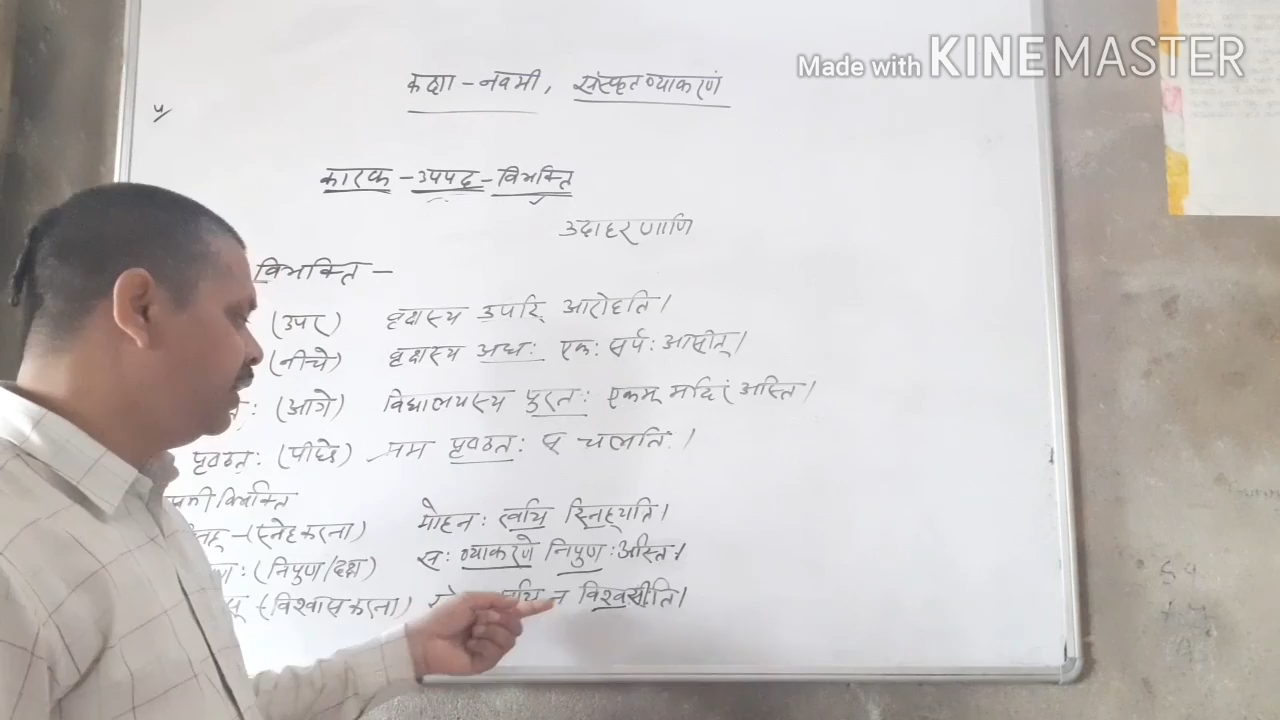 Made with KINEMASTER
कक्षा - नवमी, संस्कृत व्याकरणं
कारक - उपपद - विभक्ति
उदाहरणाणि
विभक्ति -
(उपर) वृक्षस्य उपरि आरोहति।
(नीचे) वृक्षस्य अधः एकः सर्पः आसीत्।
(आगे) विद्यालयस्य पुरतः एकम् मदिरं अस्ति।
पृष्ठतः (पीछे) मम पृष्ठतः स चलति।
विभक्ति
(स्नेह करना) मोहनः त्वयि स्निह्यति।
(निपुण/दक्ष) सः व्याकरणे निपुणः अस्ति।
(विश्वास करना) न विश्वसीति।